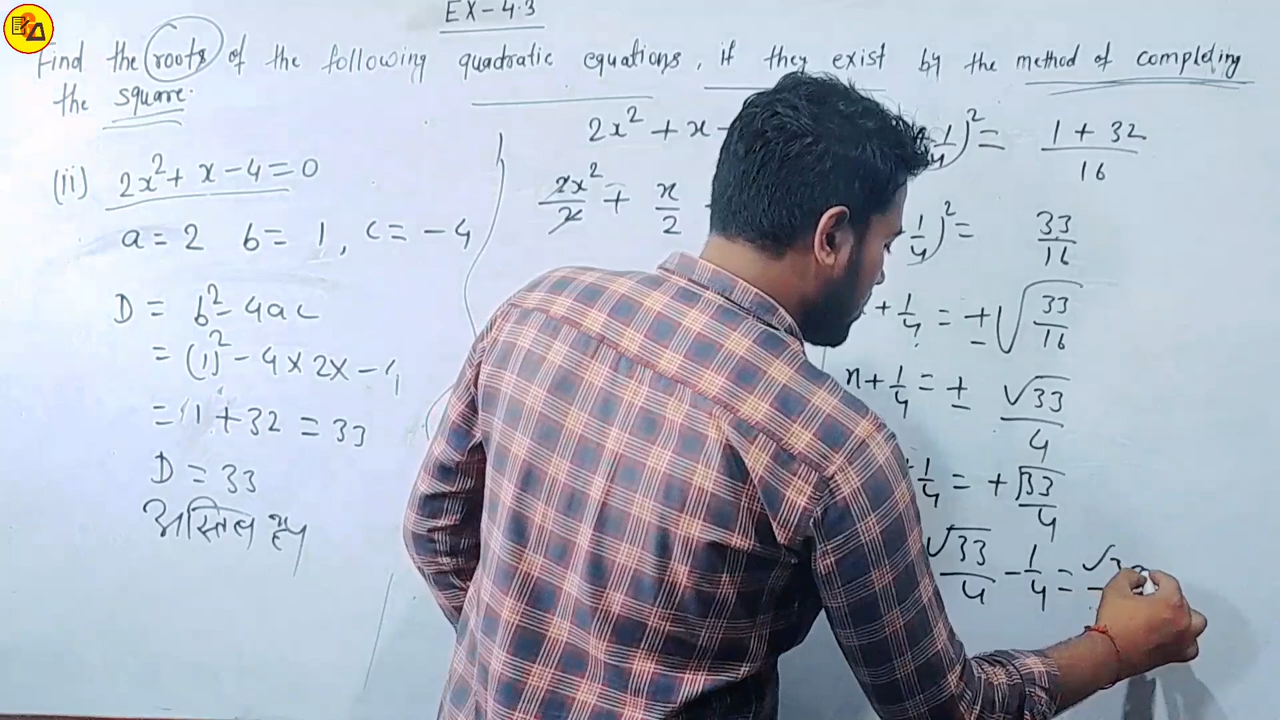 EX-4.3
Find the roots of the following quadratic equations, if they exist by the method of completing
the square.
(ii) 2x²+ x-4=0
a=2 b= 1, c= -4
D = b²-4ac
= (1)² - 4×2×-4
= 1+32 = 33
D = 33
2x² + x -
2x²/2 + x/2
1/4)² = 1+32/16
1/4)² = 33/16
+ 1/4 = ± √33/16
x + 1/4 = ± √33/4
1/4 = + √33/4
√33/4 - 1/4 =